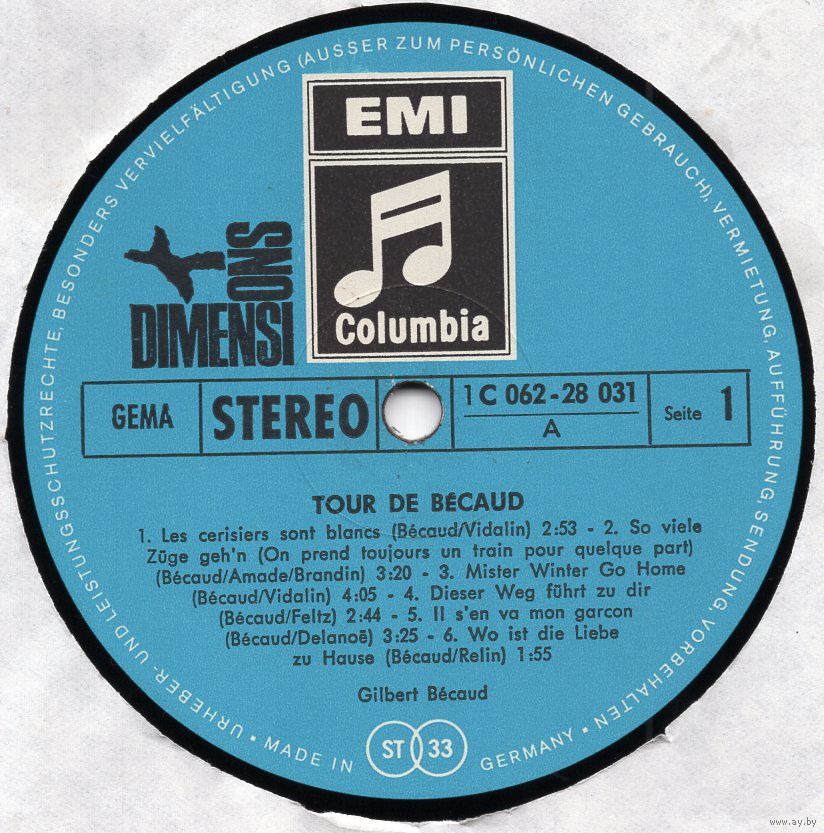 URHEBER- UND LEISTUNGSSCHUTZRECHTE, BESONDERS VERVIELFÄLTIGUNG (AUSSER ZUM PERSÖNLICHEN GEBRAUCH), VERMIETUNG, AUFFÜHRUNG, SENDUNG, VORBEHALTEN
EMI
Columbia
DIMENSI
ONS
GEMA
STEREO
1 C 062-28 031
A
Seite 1
TOUR DE BÉCAUD
1. Les cerisiers sont blancs (Bécaud/Vidalin) 2:53 - 2. So viele
Züge geh'n (On prend toujours un train pour quelque part)
(Bécaud/Amade/Brandin) 3:20 - 3. Mister Winter Go Home
(Bécaud/Vidalin) 4:05 - 4. Dieser Weg führt zu dir
(Bécaud/Feltz) 2:44 - 5. Il s'en va mon garcon
(Bécaud/Delanoë) 3:25 - 6. Wo ist die Liebe
zu Hause (Bécaud/Relin) 1:55
Gilbert Bécaud
MADE IN
ST 33
GERMANY
www.ay.by